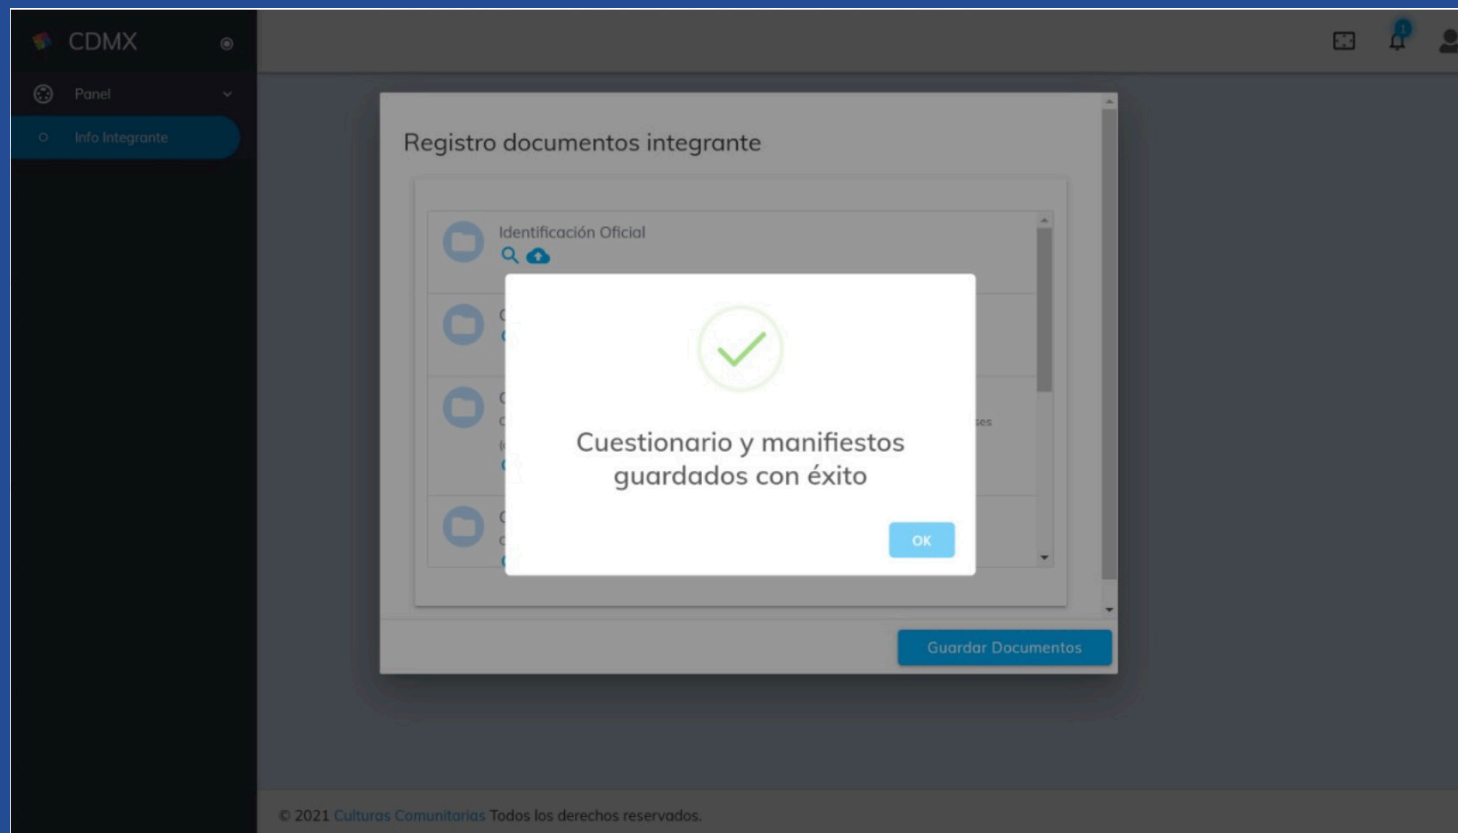 CDMX
1
Panel
Info Integrante
Registro documentos integrante
Identificación Oficial
Cuestionario y manifiestos
guardados con éxito
OK
Guardar Documentos
© 2021 Culturas Comunitarias Todos los derechos reservados.